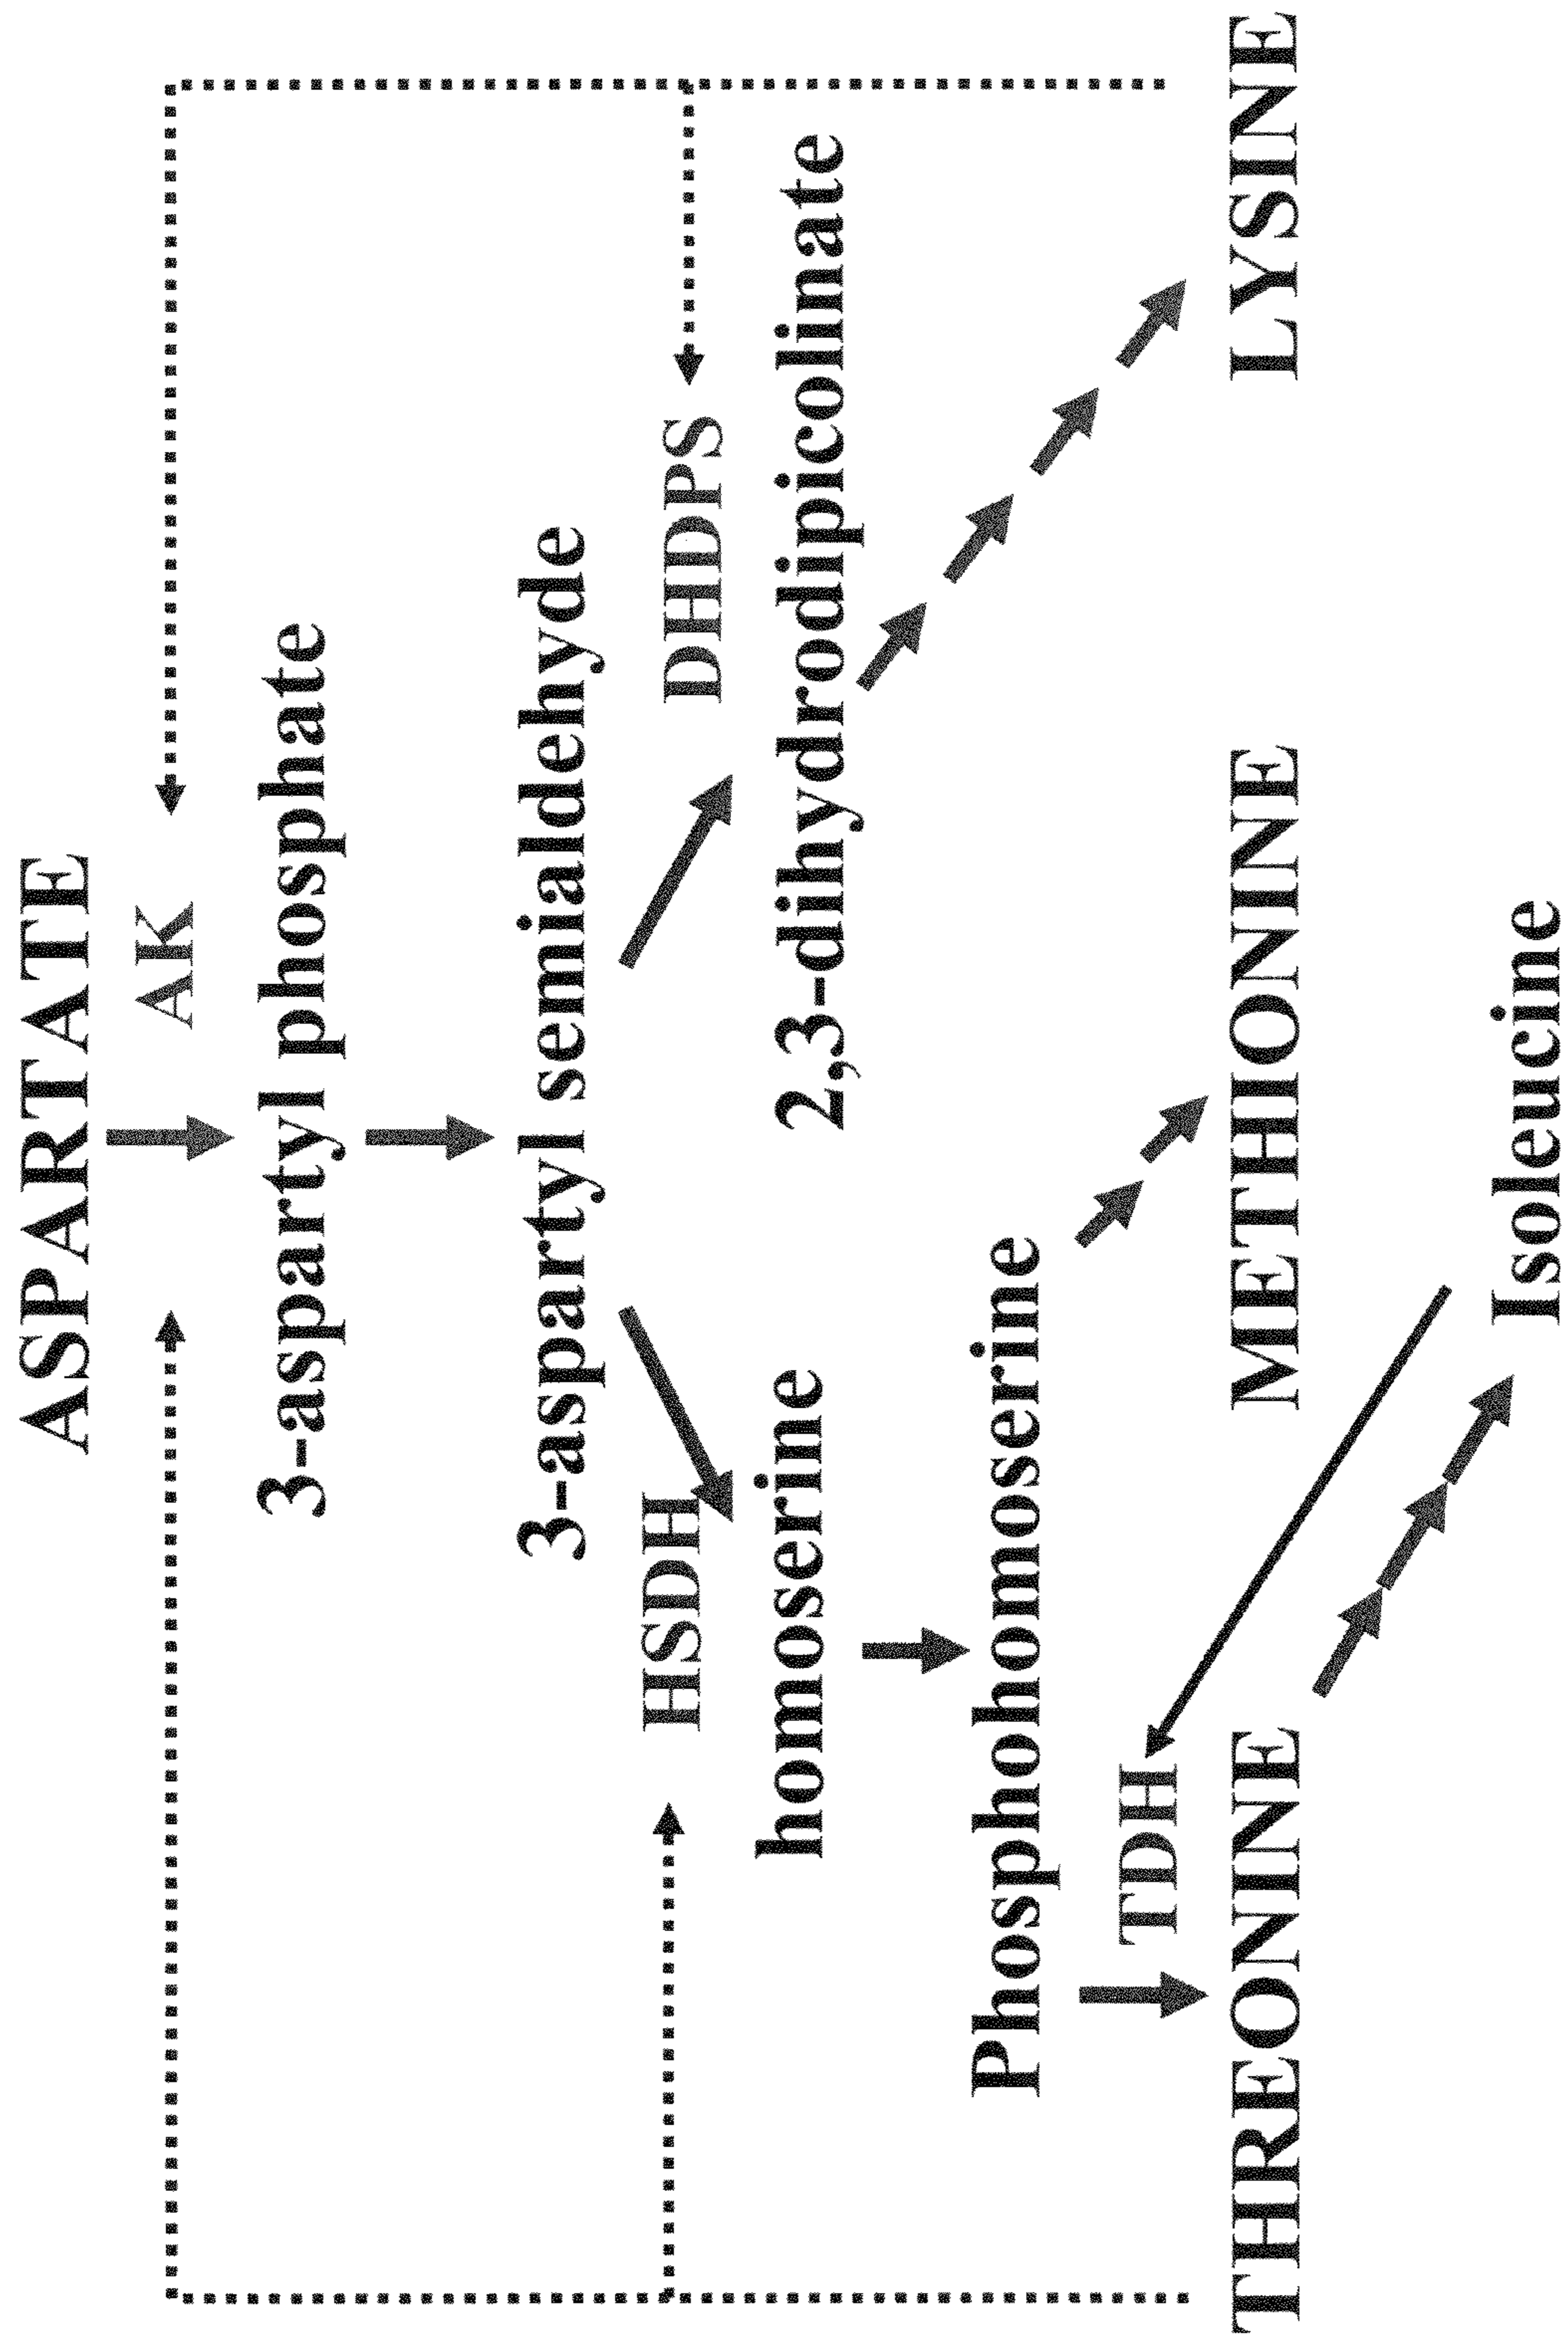 ASPARTATE
AK
3-aspartyl phosphate
3-aspartyl semialdehyde
HSDH
DHDPS
homoserine
2,3-dihydrodipicolinate
Phosphohomoserine
TDH
THREONINE
METHIONINE
LYSINE
Isoleucine